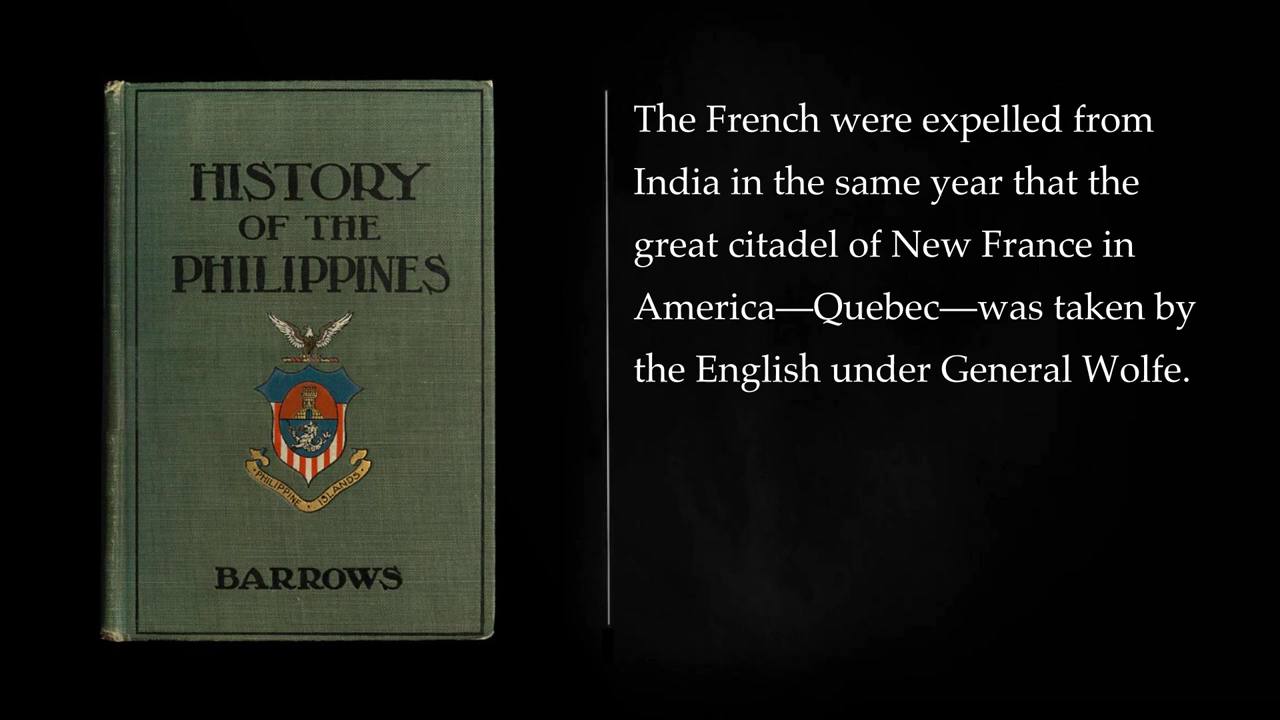 HISTORY
OF THE
PHILIPPINES
PHILIPPINE ISLANDS
BARROWS
The French were expelled from
India in the same year that the
great citadel of New France in
America—Quebec—was taken by
the English under General Wolfe.